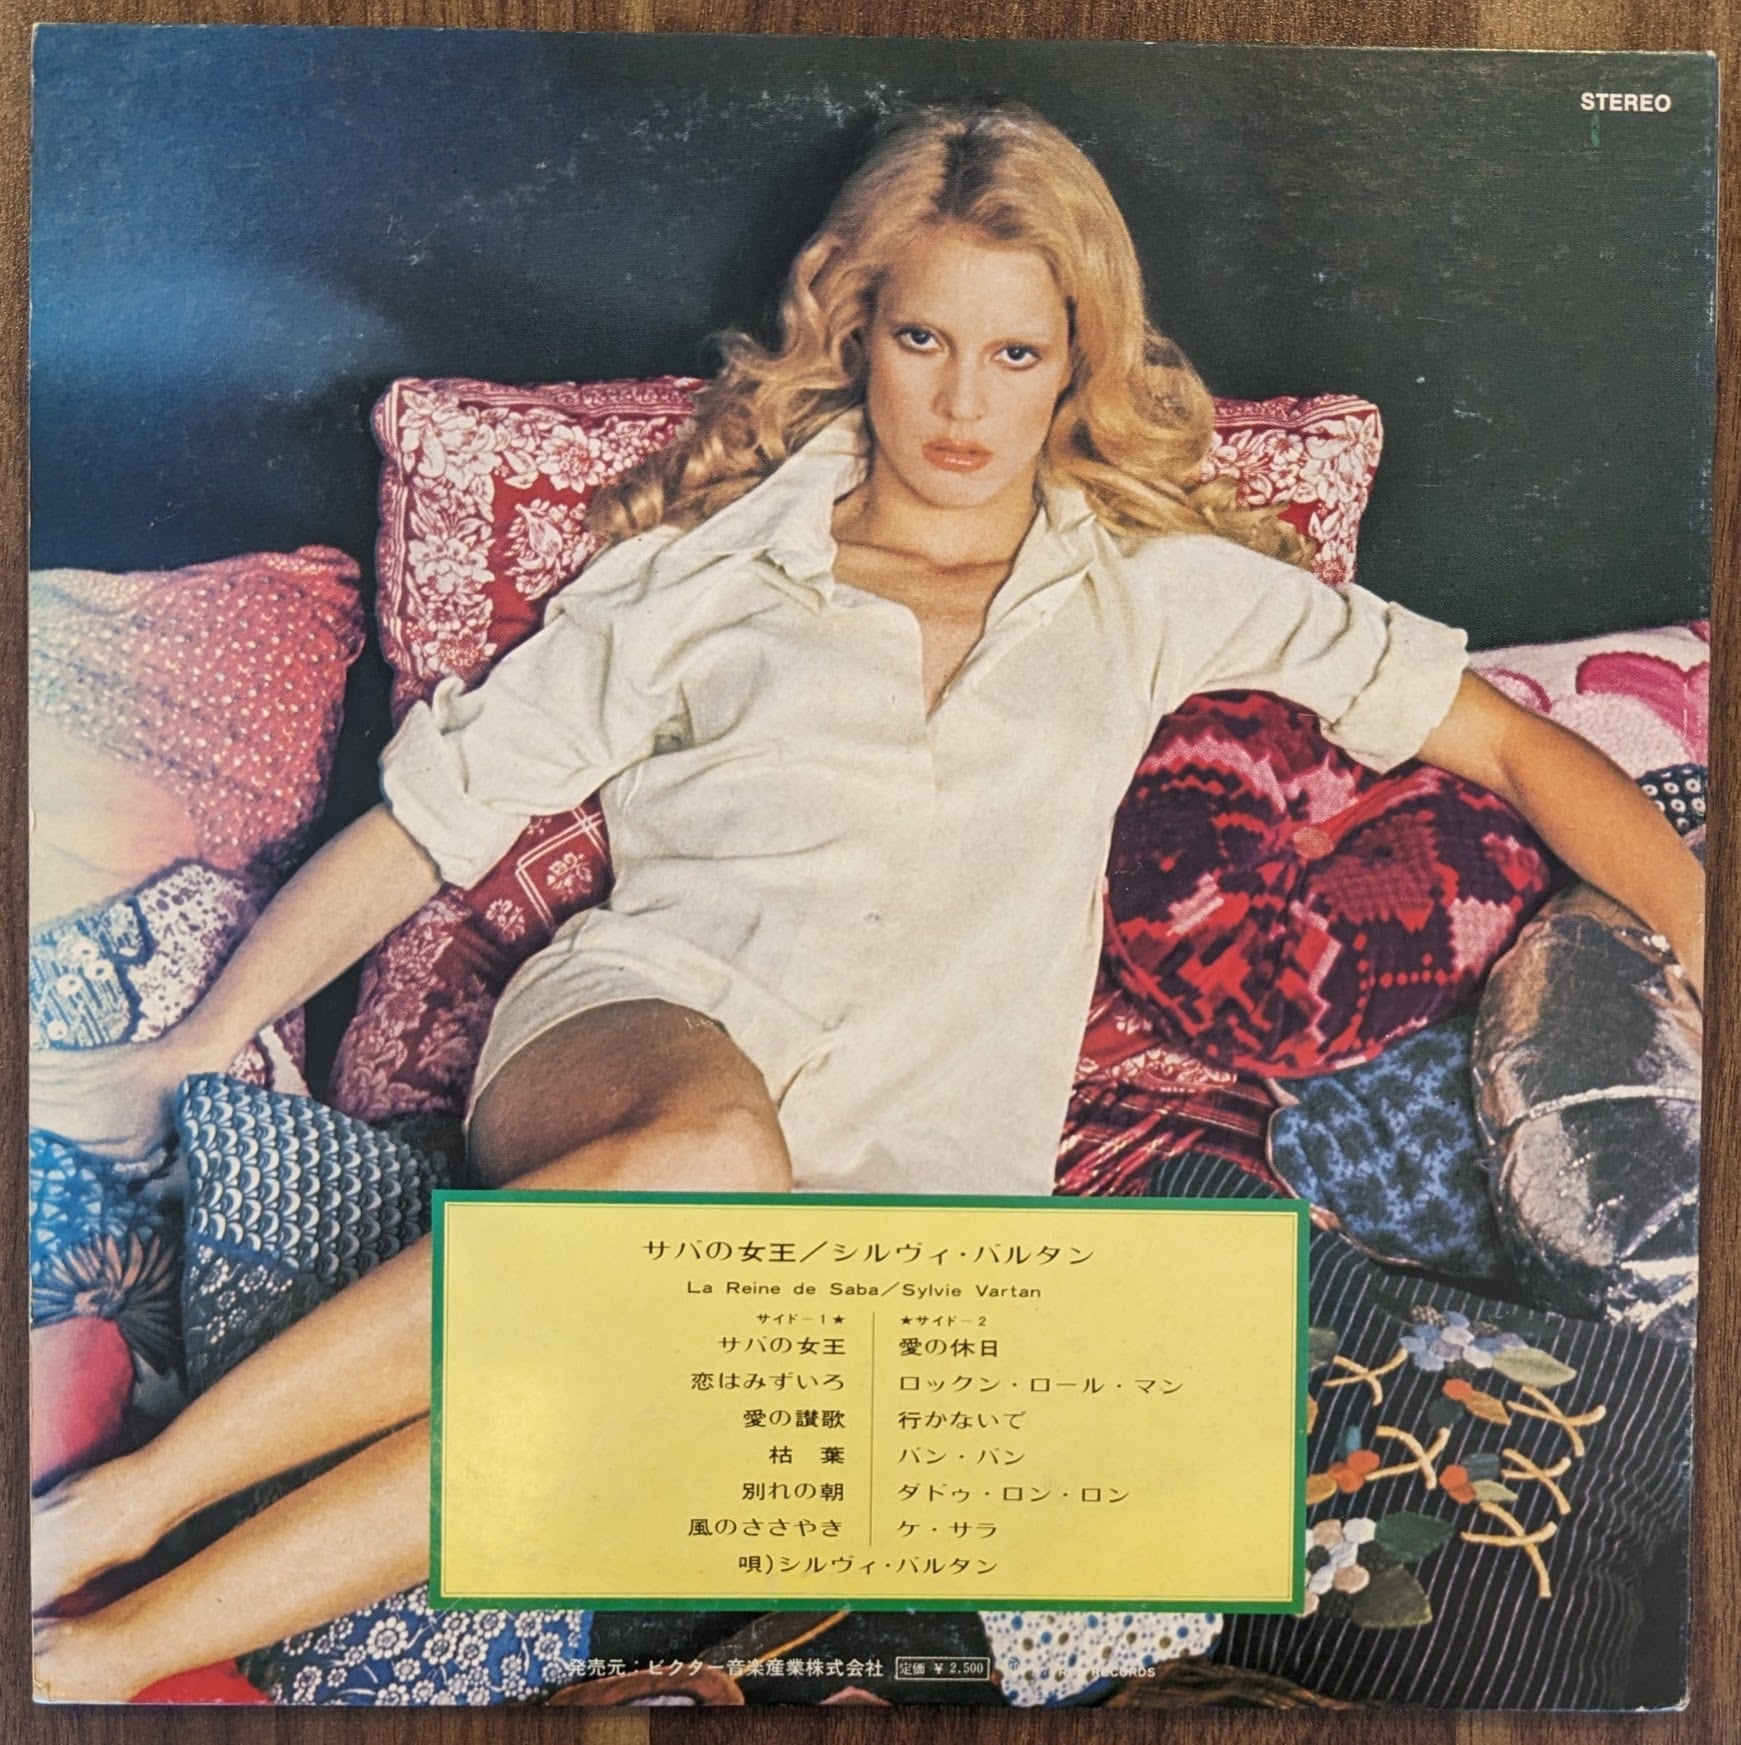 STEREO
サバの女王／シルヴィ・バルタン
La Reine de Saba／Sylvie Vartan
サイド－1★
サバの女王
恋はみずいろ
愛の讃歌
枯　葉
別れの朝
風のささやき
★サイド－2
愛の休日
ロックン・ロール・マン
行かないで
バン・バン
ダドゥ・ロン・ロン
ケ・サラ
唄)シルヴィ・バルタン
発売元：ビクター音楽産業株式会社 定価 ￥2,500 RECORDS